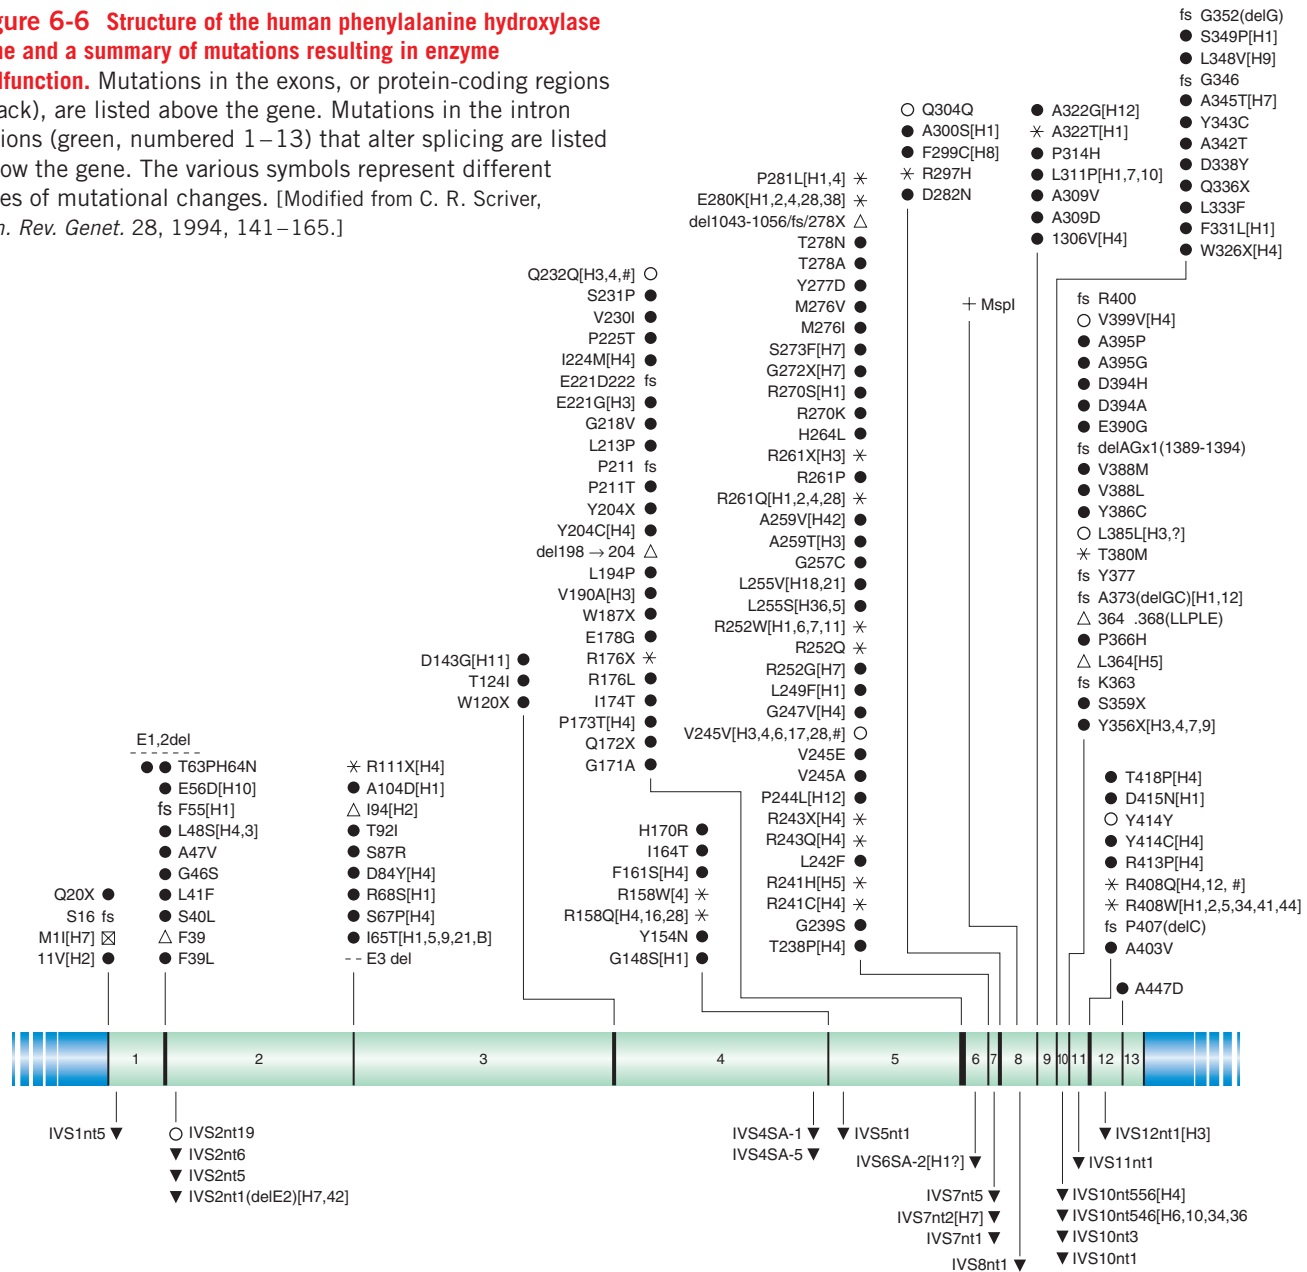 gure 6-6 Structure of the human phenylalanine hydroxylase
ne and a summary of mutations resulting in enzyme
lfunction. Mutations in the exons, or protein-coding regions
ack), are listed above the gene. Mutations in the intron
ions (green, numbered 1–13) that alter splicing are listed
ow the gene. The various symbols represent different
es of mutational changes. [Modified from C. R. Scriver,
n. Rev. Genet. 28, 1994, 141–165.]
Q20X
S16 fs
M1I[H7]
11V[H2]
E1,2del
T63PH64N
E56D[H10]
fs F55[H1]
L48S[H4,3]
A47V
G46S
L41F
S40L
F39
F39L
R111X[H4]
A104D[H1]
I94[H2]
T92I
S87R
D84Y[H4]
R68S[H1]
S67P[H4]
I65T[H1,5,9,21,B]
-- E3 del
D143G[H11]
T124I
W120X
H170R
I164T
F161S[H4]
R158W[4]
R158Q[H4,16,28]
Y154N
G148S[H1]
Q232Q[H3,4,#]
S231P
V230I
P225T
I224M[H4]
E221D222 fs
E221G[H3]
G218V
L213P
P211 fs
P211T
Y204X
Y204C[H4]
del198 → 204
L194P
V190A[H3]
W187X
E178G
R176X
R176L
I174T
P173T[H4]
Q172X
G171A
P281L[H1,4]
E280K[H1,2,4,28,38]
del1043-1056/fs/278X
T278N
T278A
Y277D
M276V
M276I
S273F[H7]
G272X[H7]
R270S[H1]
R270K
H264L
R261X[H3]
R261P
R261Q[H1,2,4,28]
A259V[H42]
A259T[H3]
G257C
L255V[H18,21]
L255S[H36,5]
R252W[H1,6,7,11]
R252Q
R252G[H7]
L249F[H1]
G247V[H4]
V245V[H3,4,6,17,28,#]
V245E
V245A
P244L[H12]
R243X[H4]
R243Q[H4]
L242F
R241H[H5]
R241C[H4]
G239S
T238P[H4]
Q304Q
A300S[H1]
F299C[H8]
R297H
D282N
+ MspI
A322G[H12]
A322T[H1]
P314H
L311P[H1,7,10]
A309V
A309D
1306V[H4]
fs G352(delG)
S349P[H1]
L348V[H9]
fs G346
A345T[H7]
Y343C
A342T
D338Y
Q336X
L333F
F331L[H1]
W326X[H4]
fs R400
V399V[H4]
A395P
A395G
D394H
D394A
E390G
fs delAGx1(1389-1394)
V388M
V388L
Y386C
L385L[H3,?]
T380M
fs Y377
fs A373(delGC)[H1,12]
364 .368(LLPLE)
P366H
L364[H5]
fs K363
S359X
Y356X[H3,4,7,9]
T418P[H4]
D415N[H1]
Y414Y
Y414C[H4]
R413P[H4]
R408Q[H4,12, #]
R408W[H1,2,5,34,41,44]
fs P407(delC)
A403V
A447D
1 2 3 4 5 6 7 8 9 10 11 12 13
IVS1nt5
IVS2nt19
IVS2nt6
IVS2nt5
IVS2nt1(delE2)[H7,42]
IVS4SA-1
IVS4SA-5
IVS5nt1
IVS6SA-2[H1?]
IVS7nt5
IVS7nt2[H7]
IVS7nt1
IVS8nt1
IVS12nt1[H3]
IVS11nt1
IVS10nt556[H4]
IVS10nt546[H6,10,34,36
IVS10nt3
IVS10nt1